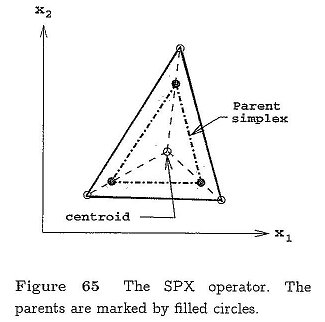 x2
Parent
simplex
centroid
x1
Figure 65 The SPX operator. The
parents are marked by filled circles.